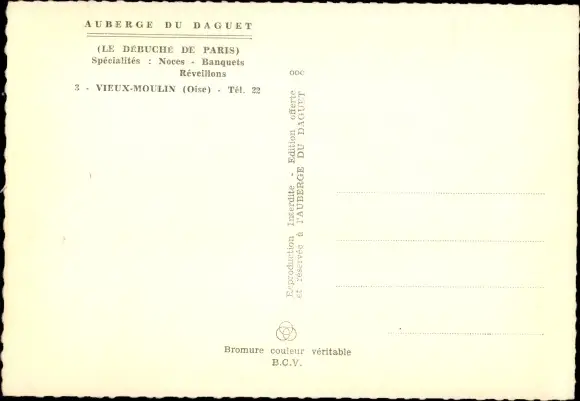 AUBERGE DU DAGUET
(LE DÉBUCHÉ DE PARIS)
Spécialités : Noces - Banquets
Réveillons
3 - VIEUX-MOULIN (Oise) - Tél. 22
Reproduction Interdite - Edition offerte
et réservée à l'AUBERGE DU DAGUET
Bromure couleur véritable
B.C.V.